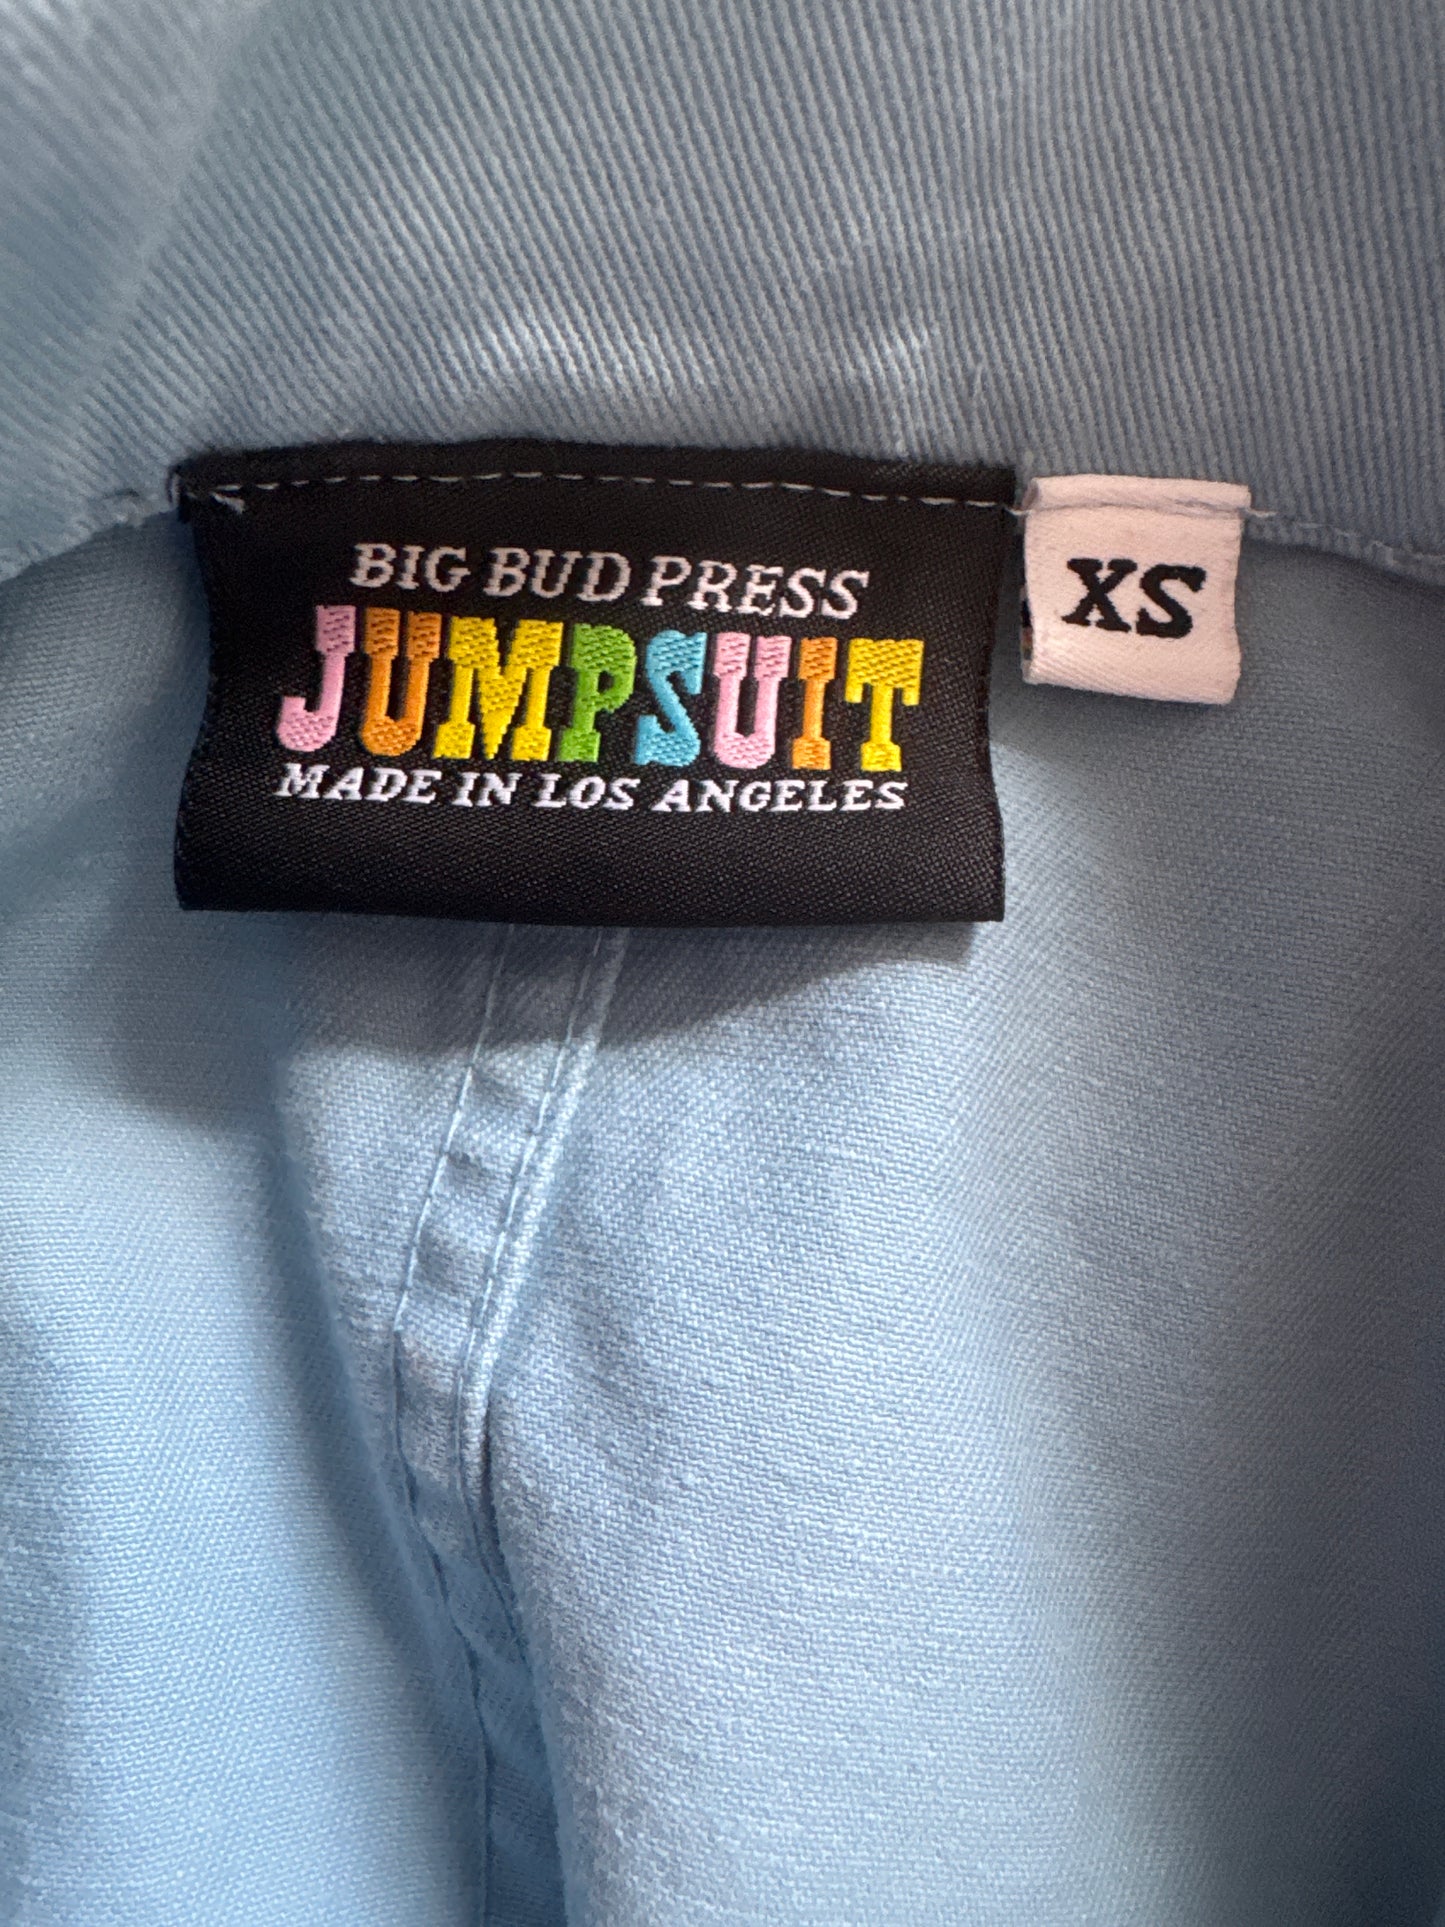 BIG BUD PRESS
JUMPSUIT
MADE IN LOS ANGELES
XS